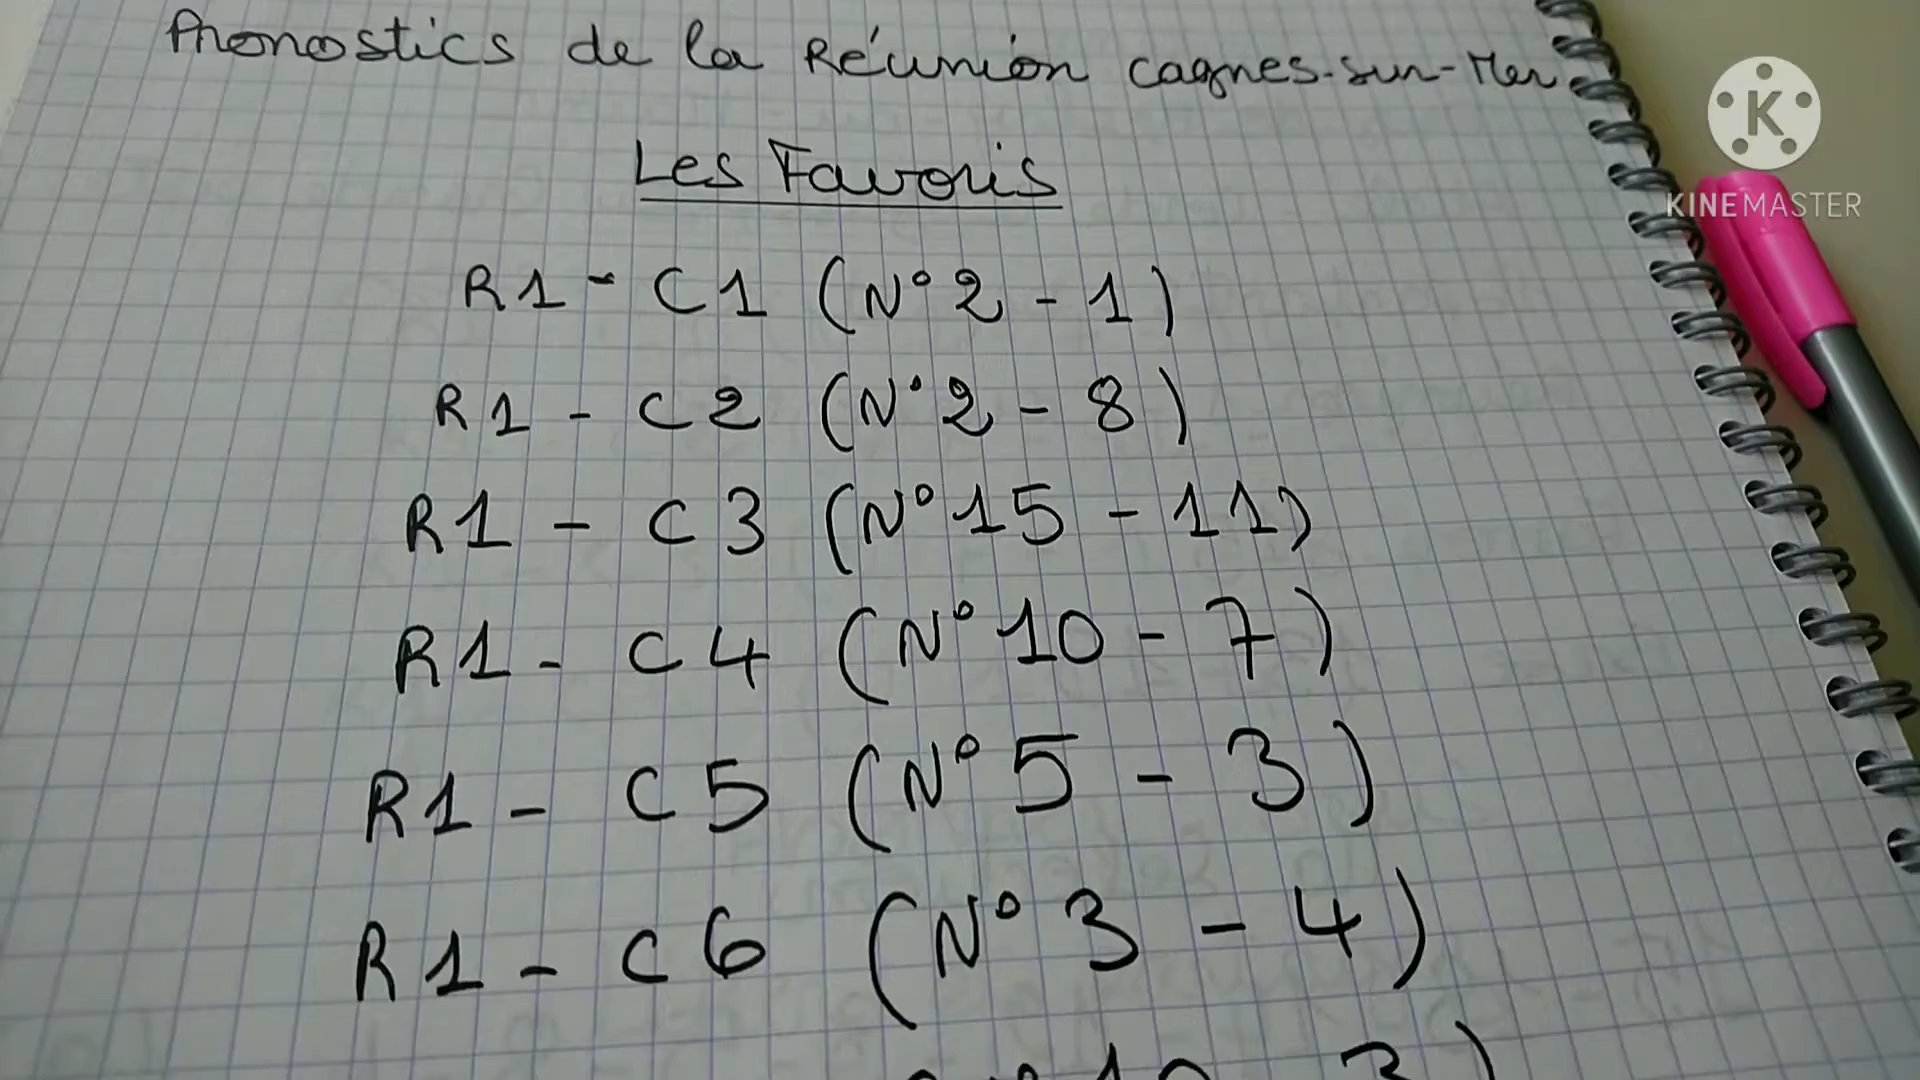 Pronostics de la Réunion cagnes-sur-Mer
Les Favoris
R1 - C1 (N° 2 - 1)
R1 - C2 (N° 2 - 8)
R1 - C3 (N° 15 - 11)
R1 - C4 (N° 10 - 7)
R1 - C5 (N° 5 - 3)
R1 - C6 (N° 3 - 4)
K
KINEMASTER